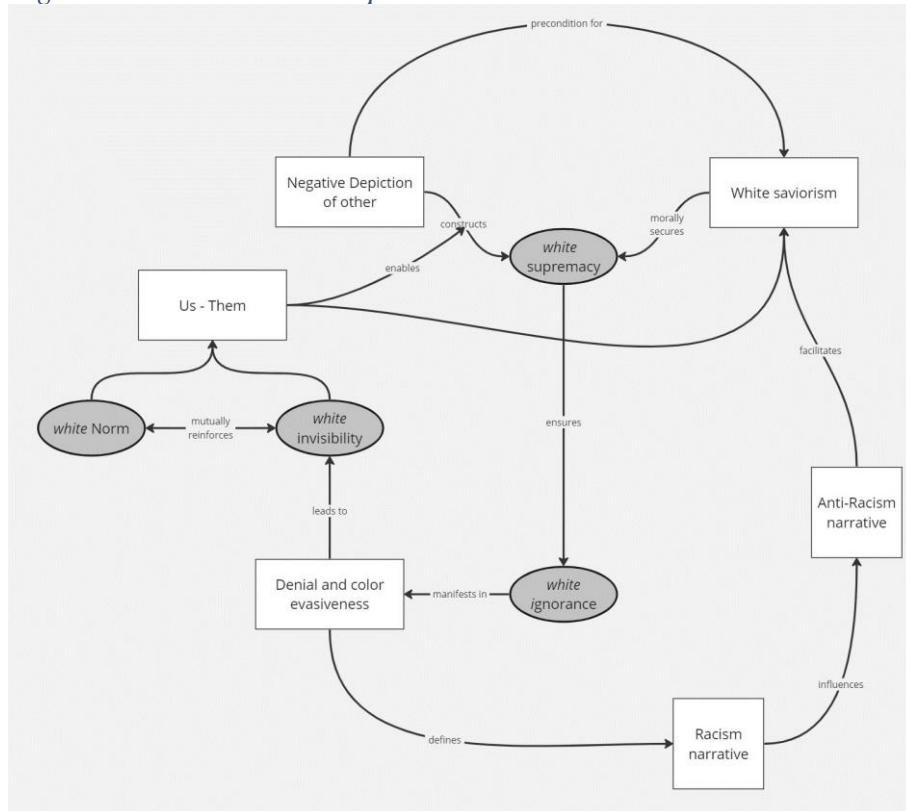 precondition for
Negative Depiction
of other
White saviorism
constructs
morally
secures
white
supremacy
enables
Us - Them
facilitates
white Norm
mutually
reinforces
white
invisibility
ensures
leads to
Anti-Racism
narrative
Denial and color
evasiveness
manifests in
white
ignorance
influences
defines
Racism
narrative